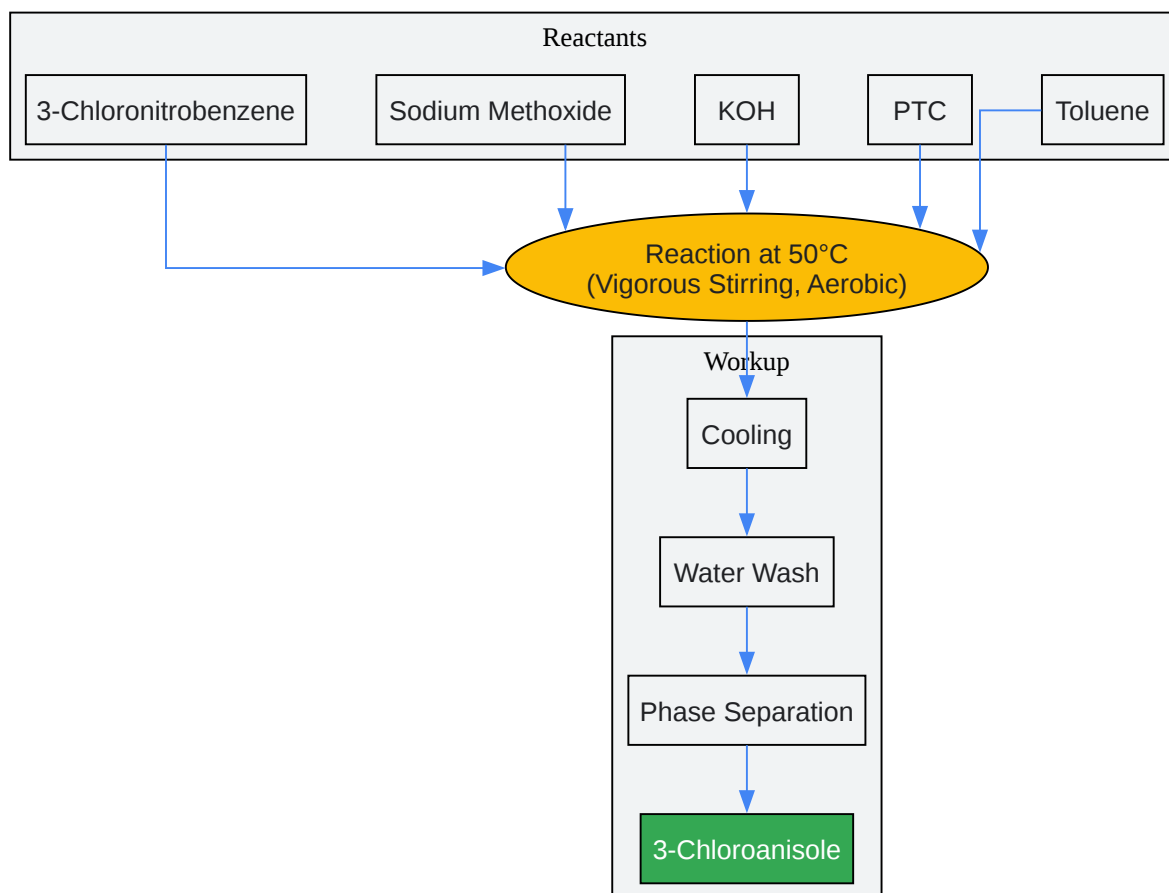 Reactants
3-Chloronitrobenzene
Sodium Methoxide
KOH
PTC
Toluene
Reaction at 50°C
(Vigorous Stirring, Aerobic)
Workup
Cooling
Water Wash
Phase Separation
3-Chloroanisole